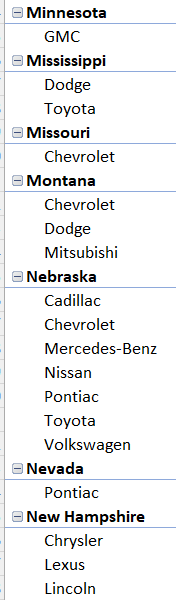 Minnesota
GMC
Mississippi
Dodge
Toyota
Missouri
Chevrolet
Montana
Chevrolet
Dodge
Mitsubishi
Nebraska
Cadillac
Chevrolet
Mercedes-Benz
Nissan
Pontiac
Toyota
Volkswagen
Nevada
Pontiac
New Hampshire
Chrysler
Lexus
Lincoln